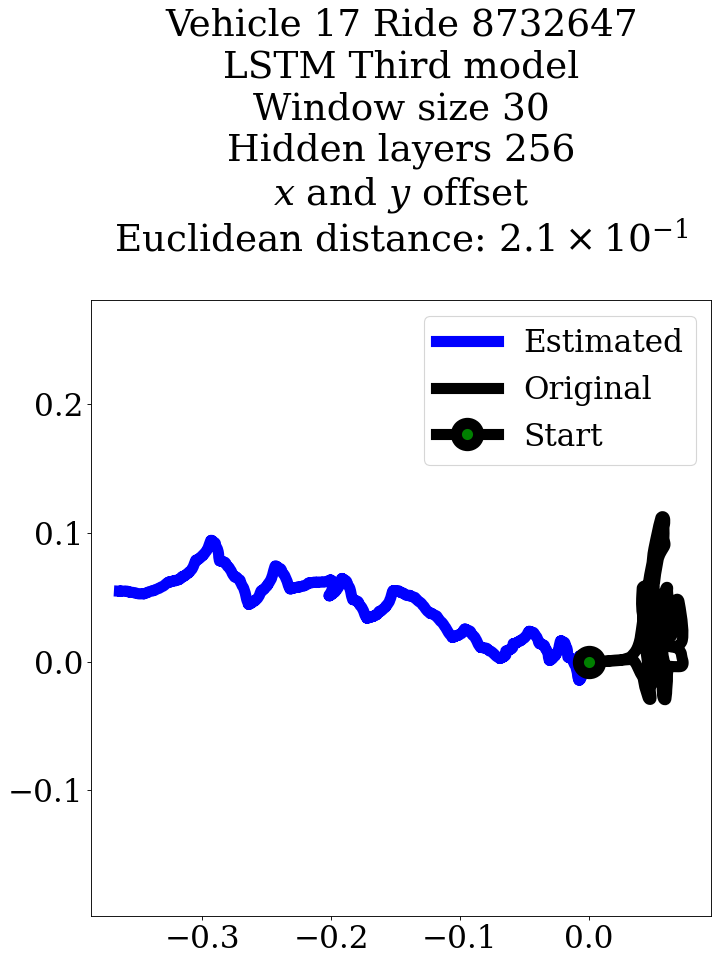 Vehicle 17 Ride 8732647
LSTM Third model
Window size 30
Hidden layers 256
x and y offset
Euclidean distance: 2.1 × 10⁻¹
Estimated
Original
Start
0.2
0.1
0.0
−0.1
−0.3 −0.2 −0.1 0.0